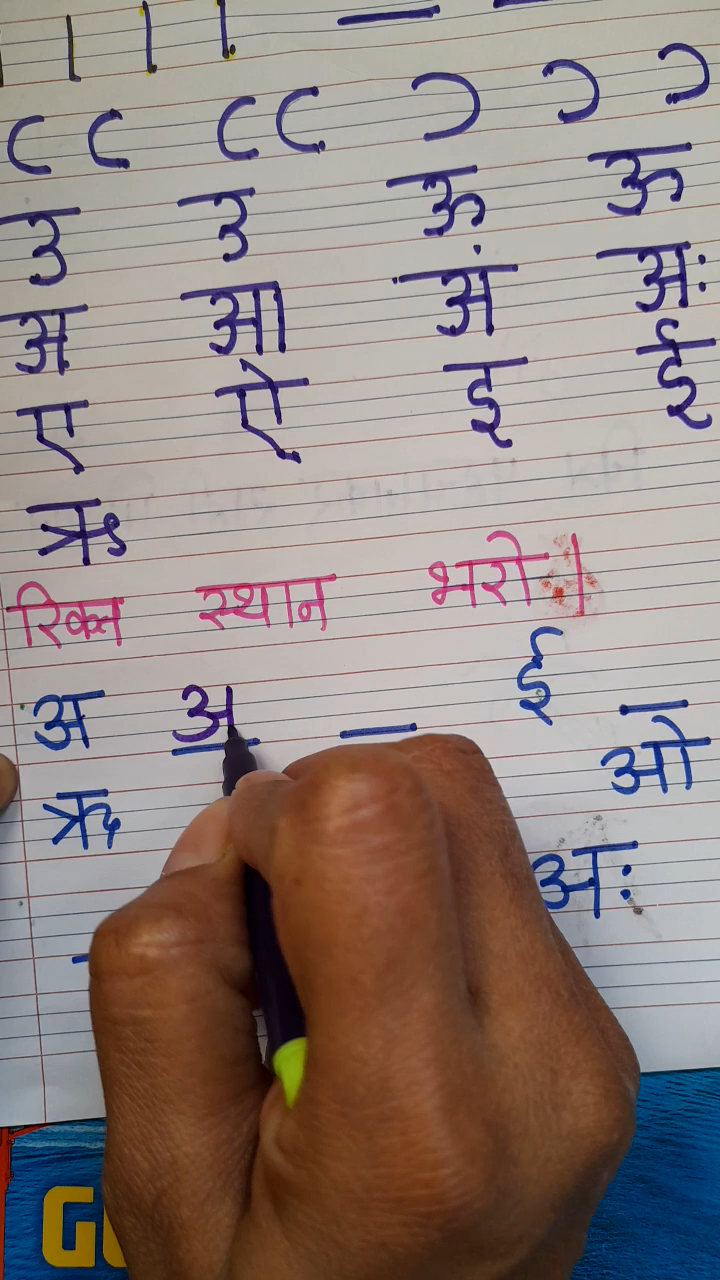 उ उ ऊ ऊ
अ आ अं अः
ए ऐ इ ई
ऋ
रिक्त स्थान भरो।
अ अ _ ई _
ऋ ओ
अः